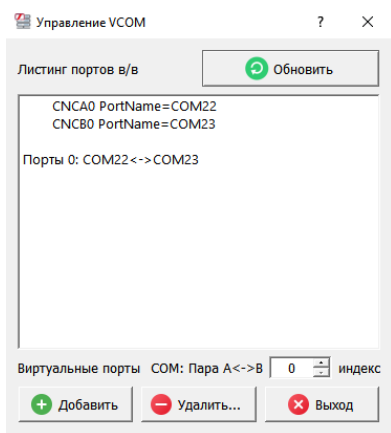 Управление VCOM ? ×
Листинг портов в/в Обновить
CNCA0 PortName=COM22
CNCB0 PortName=COM23
Порты 0: COM22<->COM23
Виртуальные порты COM: Пара A<->B 0 индекс
Добавить Удалить... Выход